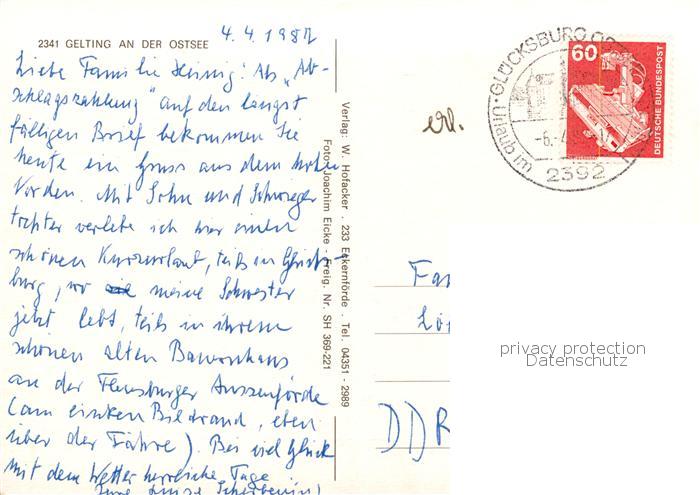 4.4.1982
2341 GELTING AN DER OSTSEE
Liebe Familie Heinig! Als „Ab-
schlagszahlung" auf den längst
fälligen Brief bekommen Sie
heute ein Gruss aus dem hohen
Norden. Mit Sohn und Schwieger
tochter verlebe ich hier einen
schönen Kurzurlaub, teils in Glücks
burg, wo meine Schwester
jetzt lebt, teils in ihrem
schönen alten Bauernhaus
an der Flensburger Aussenförde
(am linken Bildrand, eben
über der Fähre). Bei viel Glück
mit dem Wetter herrliche Tage
Verlag: W. Hofacker . 233 Eckernförde . Tel. 04351 - 2989
Foto: Joachim Eicke - Freig. Nr. SH 369-221
erl.
GLÜCKSBURG
Urlaub im
-6.
2392
60
DEUTSCHE BUNDESPOST
Fam
DDR
privacy protection
Datenschutz